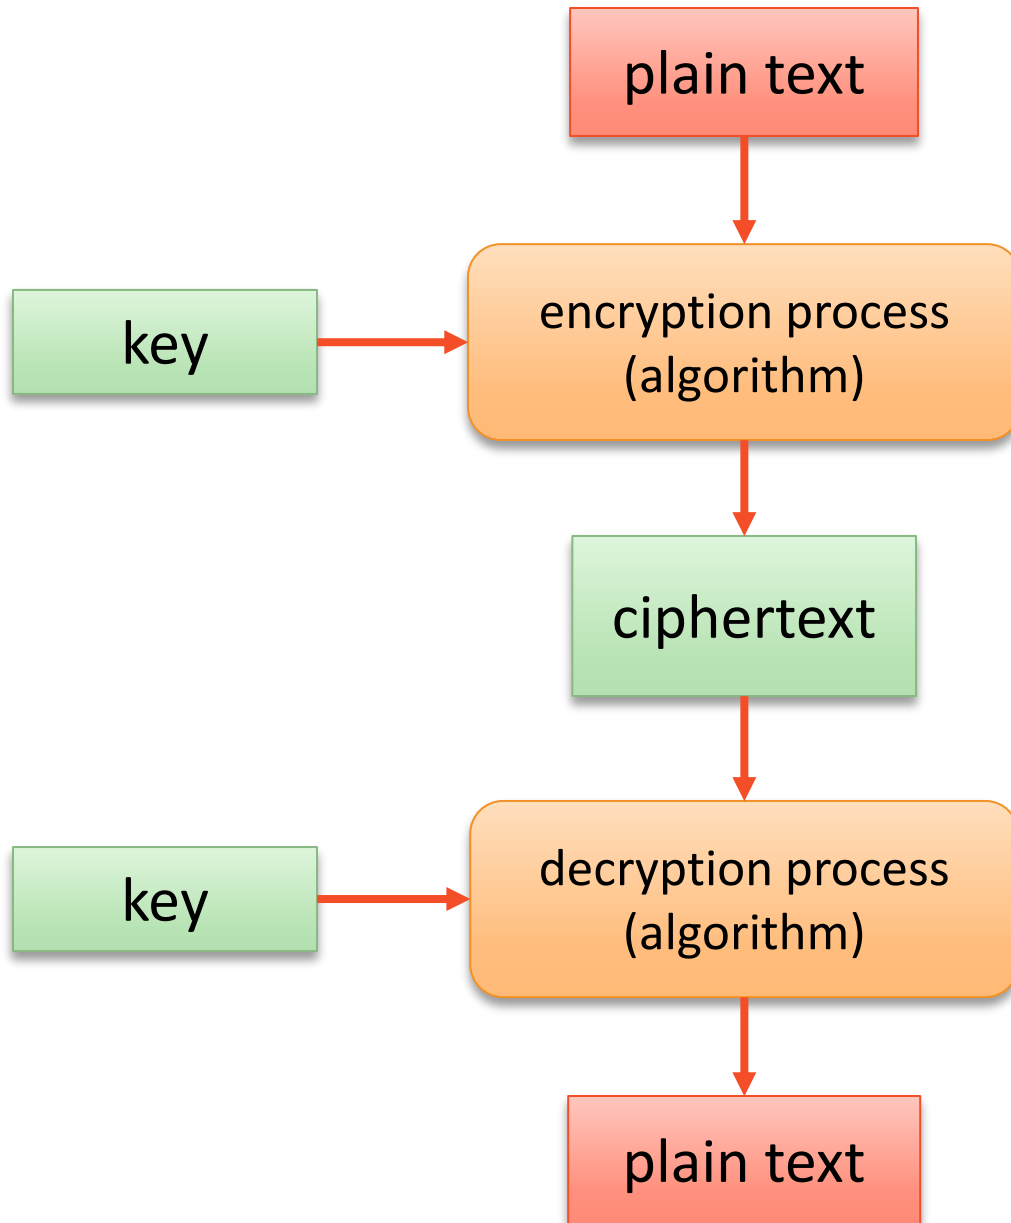 plain text
key
encryption process
(algorithm)
ciphertext
key
decryption process
(algorithm)
plain text